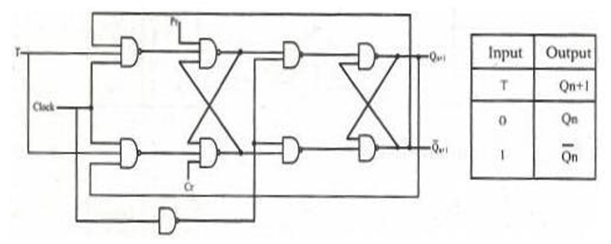 Pr
T
Clock
Cr
Qn+1
Q̅n+1
Input Output
T Qn+1
0 Qn
1 Q̅n